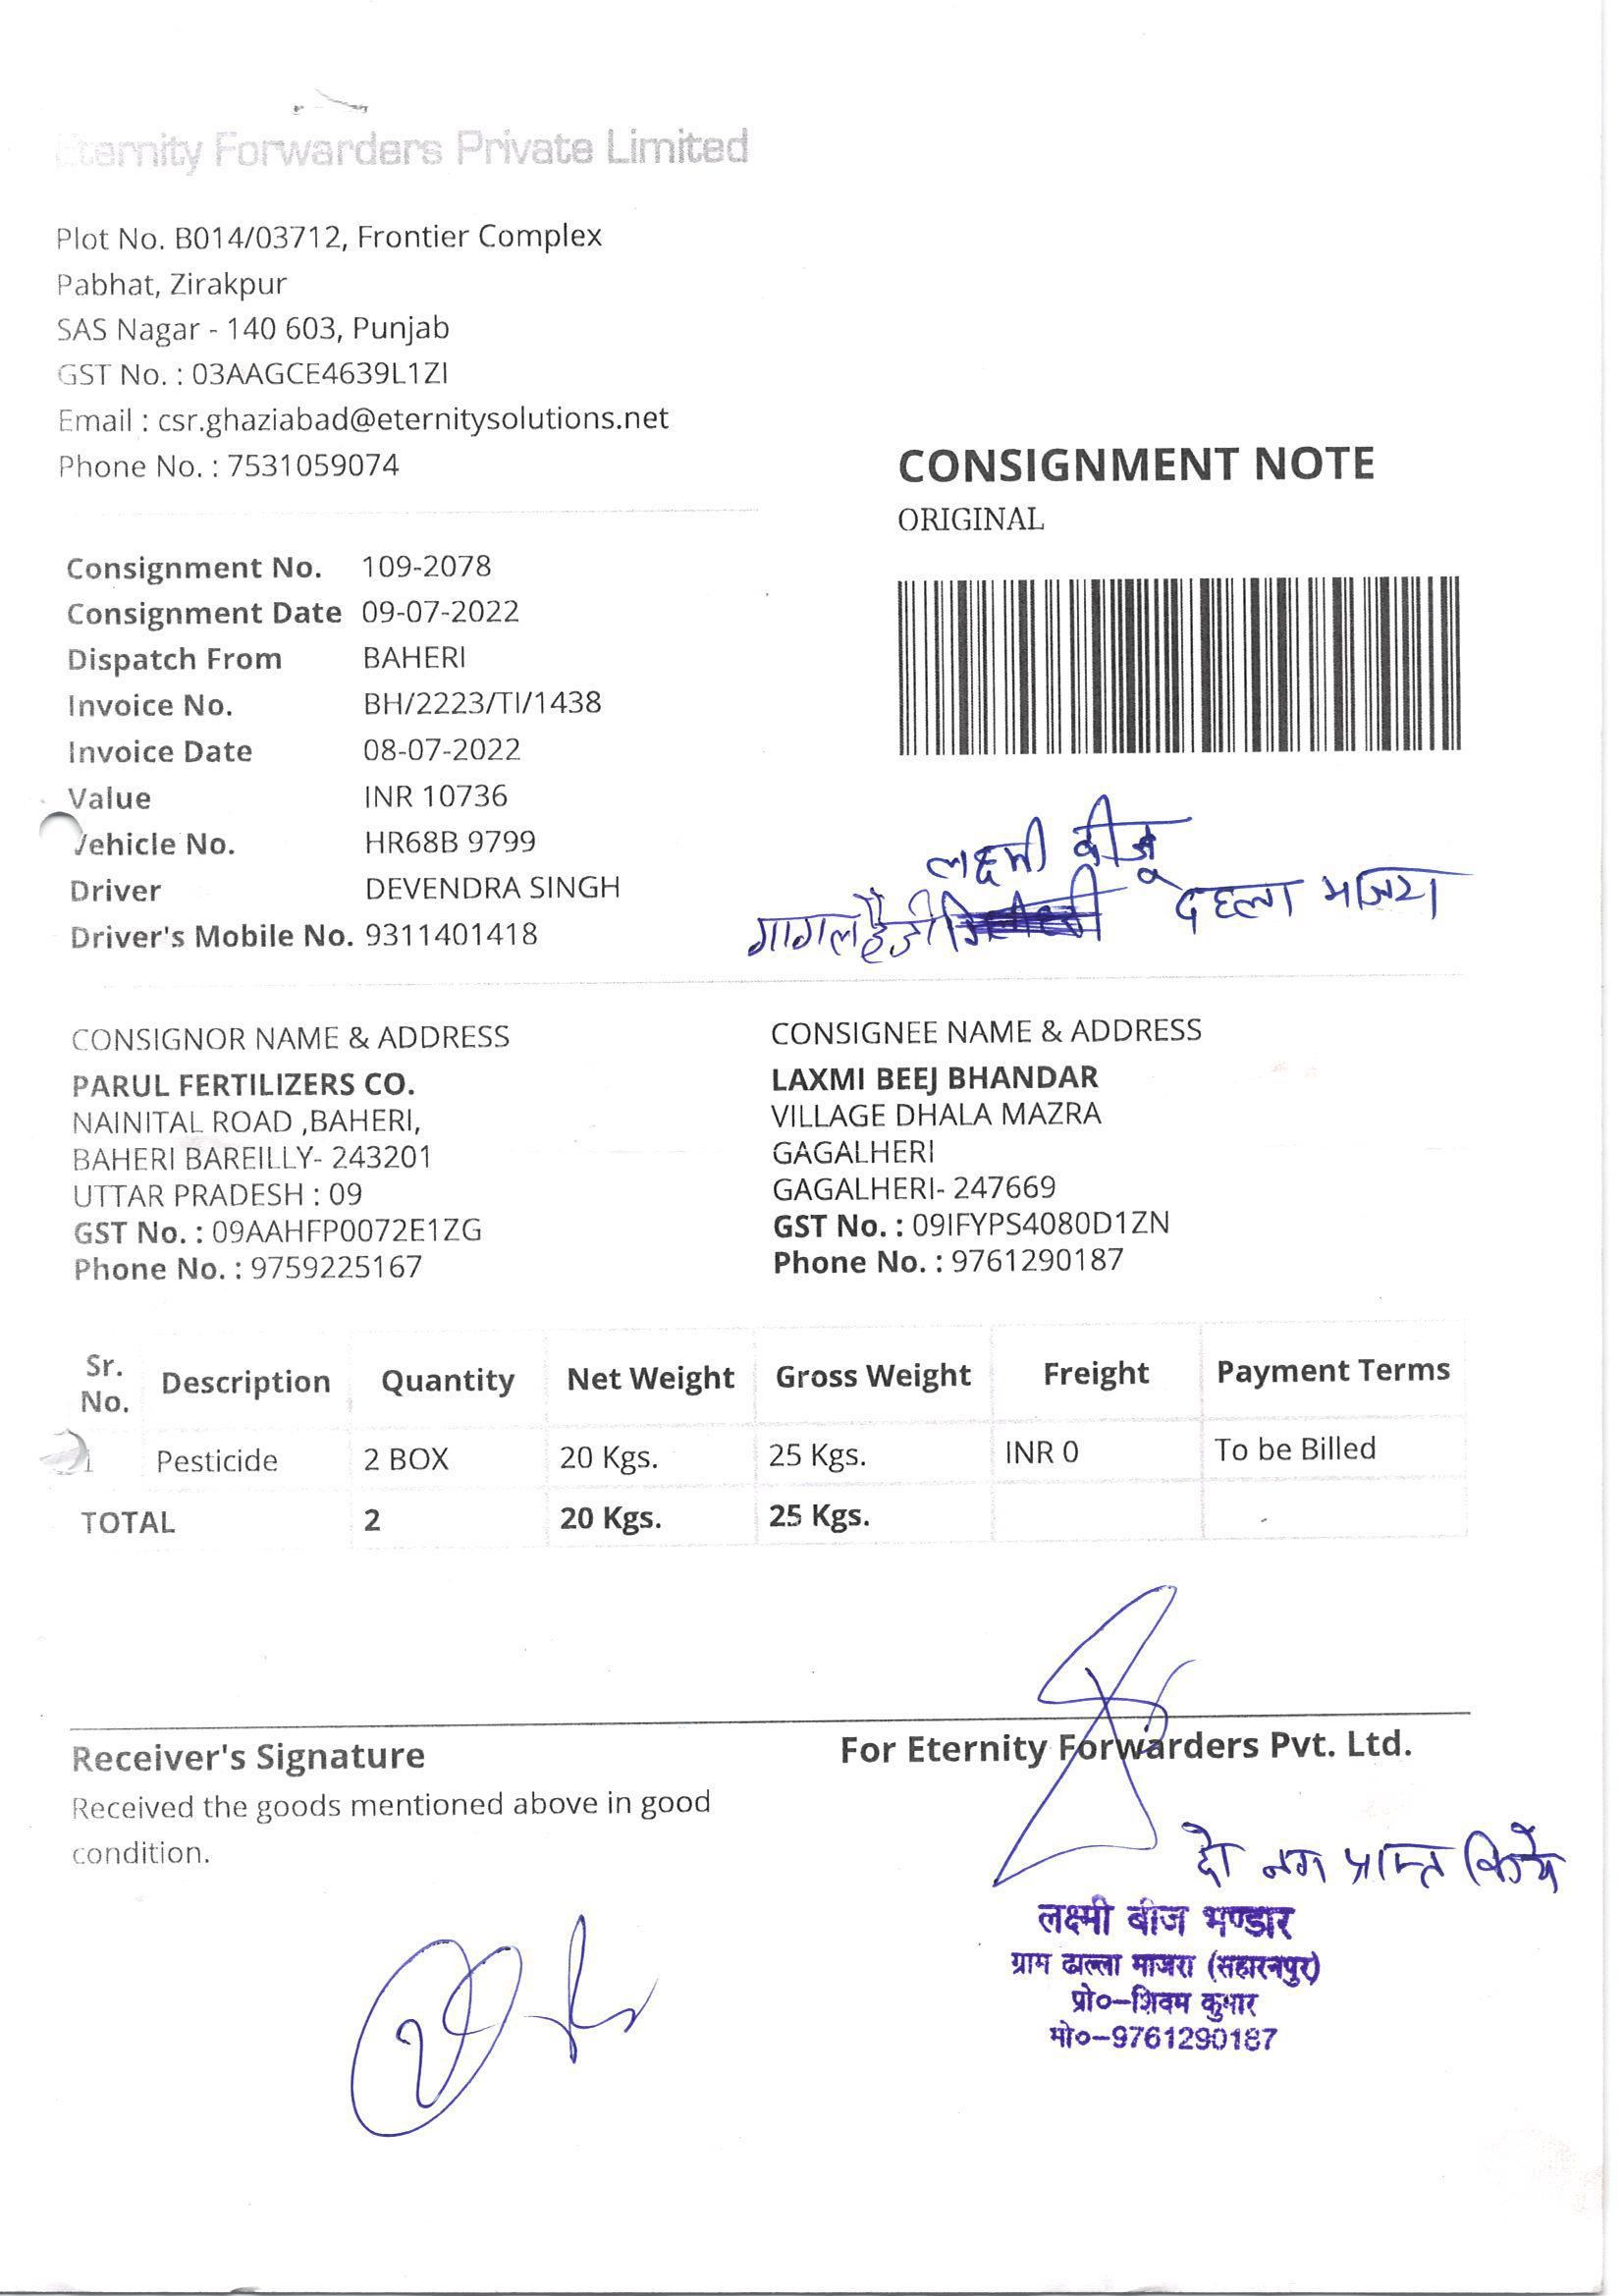 Eternity Forwarders Private Limited
Plot No. B014/03712, Frontier Complex
Pabhat, Zirakpur
SAS Nagar - 140 603, Punjab
GST No. : 03AAGCE4639L1ZI
Email : csr.ghaziabad@eternitysolutions.net
Phone No. : 7531059074
CONSIGNMENT NOTE
ORIGINAL
Consignment No. 109-2078
Consignment Date 09-07-2022
Dispatch From BAHERI
Invoice No. BH/2223/TI/1438
Invoice Date 08-07-2022
Value INR 10736
Vehicle No. HR68B 9799
Driver DEVENDRA SINGH
Driver's Mobile No. 9311401418
लक्ष्मी बीज
CONSIGNOR NAME & ADDRESS
PARUL FERTILIZERS CO.
NAINITAL ROAD ,BAHERI,
BAHERI BAREILLY- 243201
UTTAR PRADESH : 09
GST No. : 09AAHFP0072E1ZG
Phone No. : 9759225167
CONSIGNEE NAME & ADDRESS
LAXMI BEEJ BHANDAR
VILLAGE DHALA MAZRA
GAGALHERI
GAGALHERI- 247669
GST No. : 09IFYPS4080D1ZN
Phone No. : 9761290187
Sr. No. Description Quantity Net Weight Gross Weight Freight Payment Terms
1 Pesticide 2 BOX 20 Kgs. 25 Kgs. INR 0 To be Billed
TOTAL 2 20 Kgs. 25 Kgs.
Receiver's Signature
Received the goods mentioned above in good
condition.
For Eternity Forwarders Pvt. Ltd.
दो नग प्राप्त किये
लक्ष्मी बीज भण्डार
ग्राम ढाल्ला माजरा (सहारनपुर)
प्रो०-शिवम कुमार
मो०-9761290187